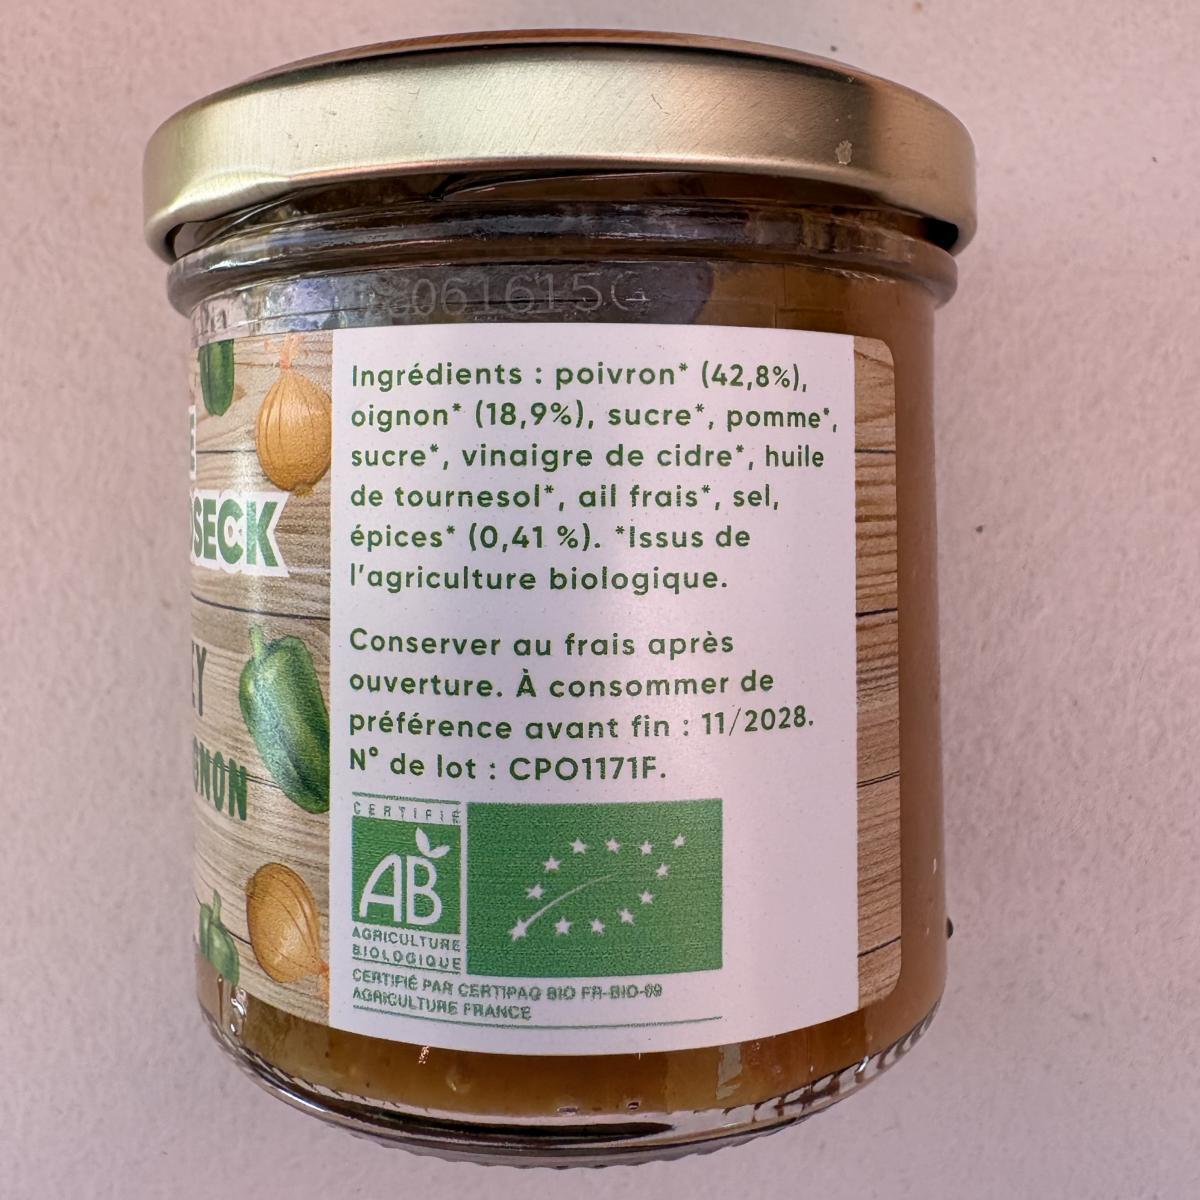 061615G
Ingrédients : poivron* (42,8%),
oignon* (18,9%), sucre*, pomme*,
sucre*, vinaigre de cidre*, huile
de tournesol*, ail frais*, sel,
épices* (0,41 %). *Issus de
l'agriculture biologique.
Conserver au frais après
ouverture. À consommer de
préférence avant fin : 11/2028.
N° de lot : CPO1171F.
CERTIFIÉ
AB
AGRICULTURE
BIOLOGIQUE
CERTIFIÉ PAR CERTIPAQ BIO FR-BIO-09
AGRICULTURE FRANCE